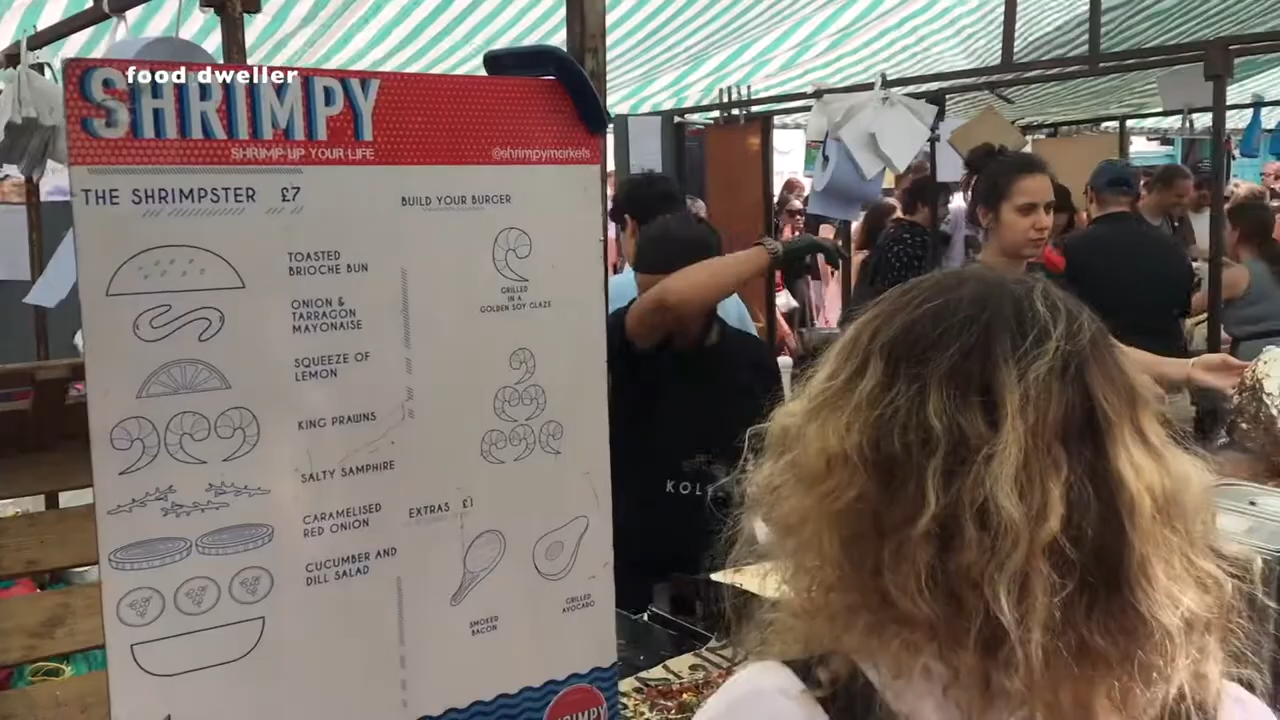 food dweller
SHRIMPY
SHRIMP UP YOUR LIFE
@shrimpymarkets
THE SHRIMPSTER £7
TOASTED
BRIOCHE BUN
ONION &
TARRAGON
MAYONAISE
SQUEEZE OF
LEMON
KING PRAWNS
SALTY SAMPHIRE
CARAMELISED
RED ONION
CUCUMBER AND
DILL SALAD
BUILD YOUR BURGER
GRILLED
IN A
GOLDEN SOY GLAZE
EXTRAS £1
SMOKED
BACON
GRILLED
AVOCADO
SHRIMPY
KOL